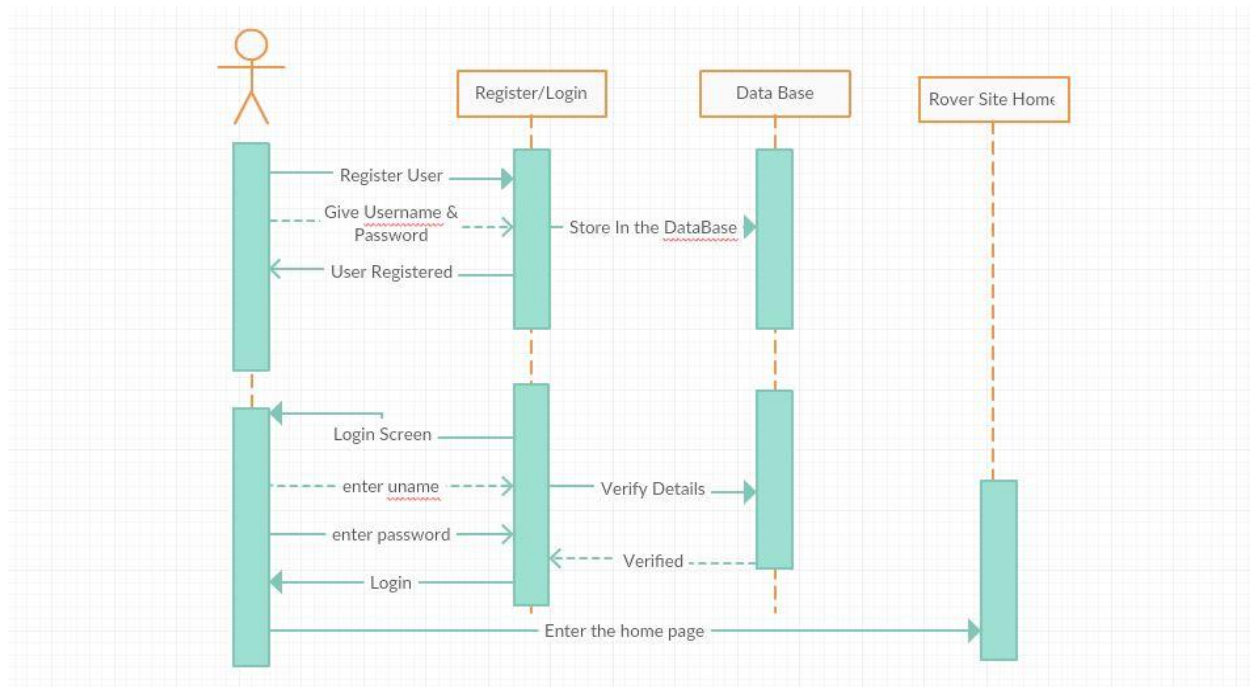 Register/Login
Data Base
Rover Site Home
Register User
Give Username &
Password
Store In the DataBase
User Registered
Login Screen
enter uname
Verify Details
enter password
Verified
Login
Enter the home page